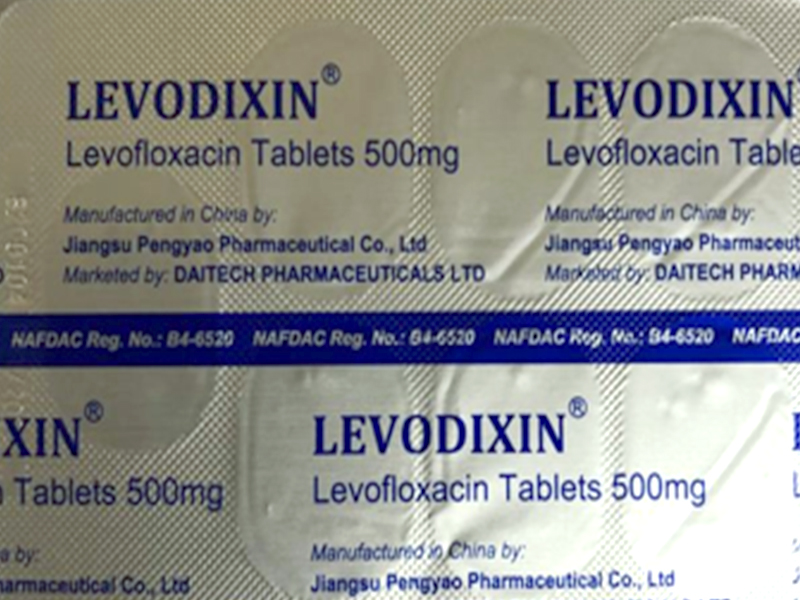 LEVODIXIN®
Levofloxacin Tablets 500mg
Manufactured in China by:
Jiangsu Pengyao Pharmaceutical Co., Ltd
Marketed by: DAITECH PHARMACEUTICALS LTD
LEVODIXIN
Levofloxacin Table
Manufactured in China by:
Jiangsu Pengyao Pharmaceut
Marketed by: DAITECH PHARM
NAFDAC Reg. No.: B4-6520 NAFDAC Reg. No.: B4-6520 NAFDAC Reg. No.: B4-6520 NAFDAC
XIN®
Tablets 500mg
a by:
armaceutical Co., Ltd
LEVODIXIN®
Levofloxacin Tablets 500mg
Manufactured in China by:
Jiangsu Pengyao Pharmaceutical Co., Ltd